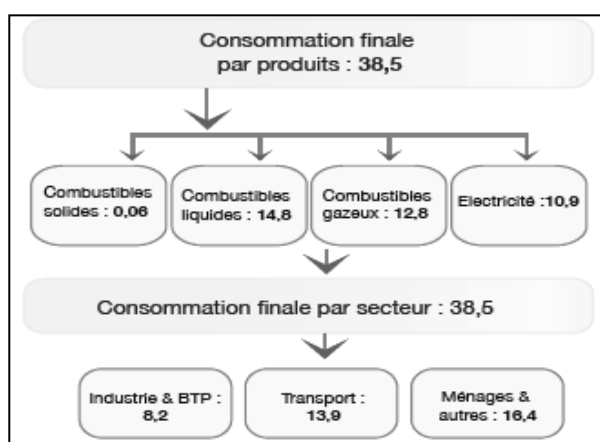 Consommation finale
par produits : 38,5
Combustibles
solides : 0,06
Combustibles
liquides : 14,8
Combustibles
gazeux : 12,8
Electricité :10,9
Consommation finale par secteur : 38,5
Industrie & BTP :
8,2
Transport :
13,9
Ménages &
autres : 16,4